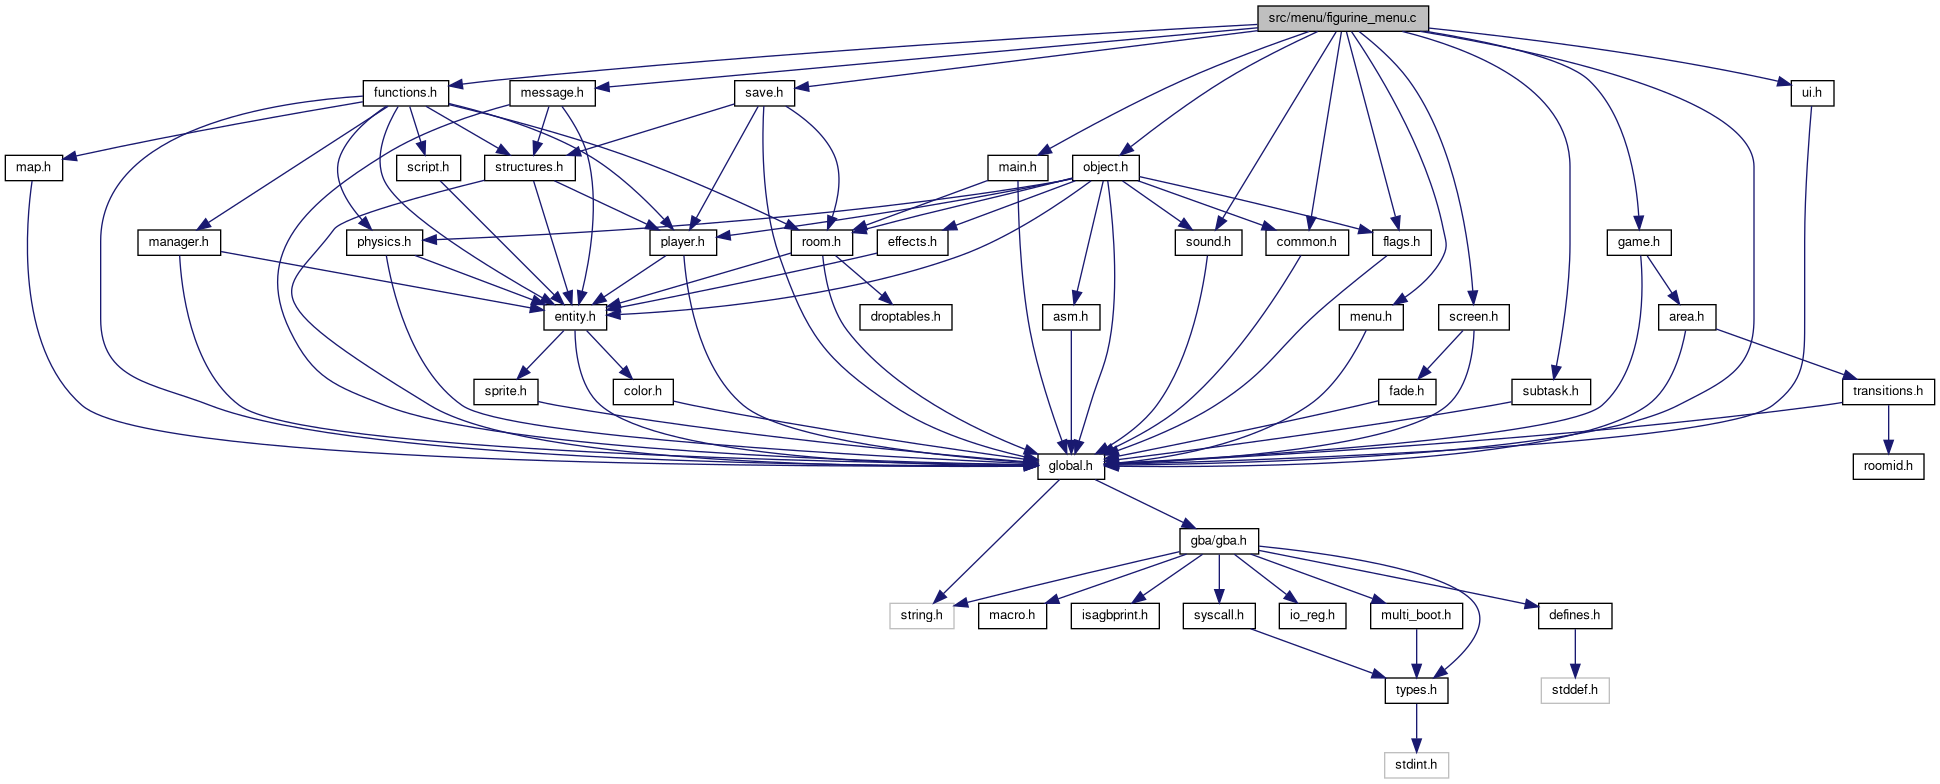 src/menu/figurine_menu.c
functions.h
message.h
save.h
ui.h
map.h
script.h
structures.h
main.h
object.h
manager.h
physics.h
player.h
room.h
effects.h
sound.h
common.h
flags.h
game.h
entity.h
droptables.h
asm.h
menu.h
screen.h
area.h
sprite.h
color.h
fade.h
subtask.h
transitions.h
global.h
roomid.h
gba/gba.h
string.h
macro.h
isagbprint.h
syscall.h
io_reg.h
multi_boot.h
defines.h
types.h
stddef.h
stdint.h